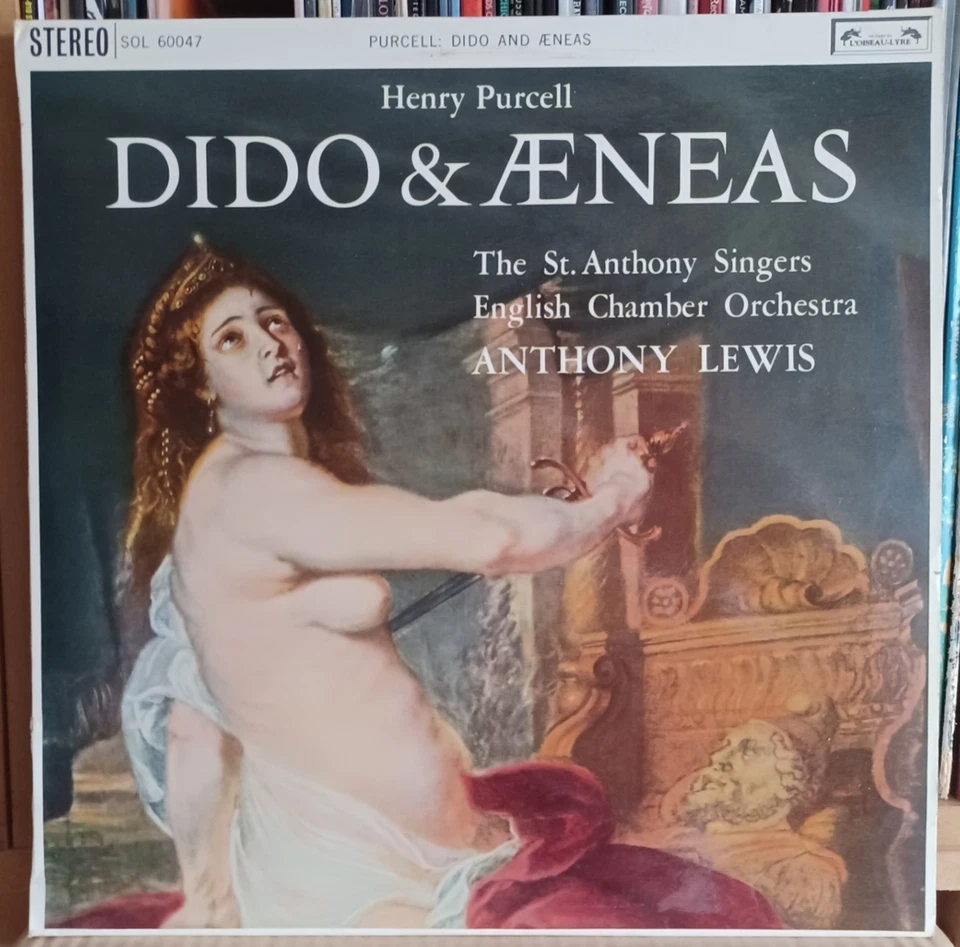 STEREO SOL 60047 PURCELL: DIDO AND ÆNEAS L'OISEAU-LYRE
Henry Purcell
DIDO & ÆNEAS
The St. Anthony Singers
English Chamber Orchestra
ANTHONY LEWIS